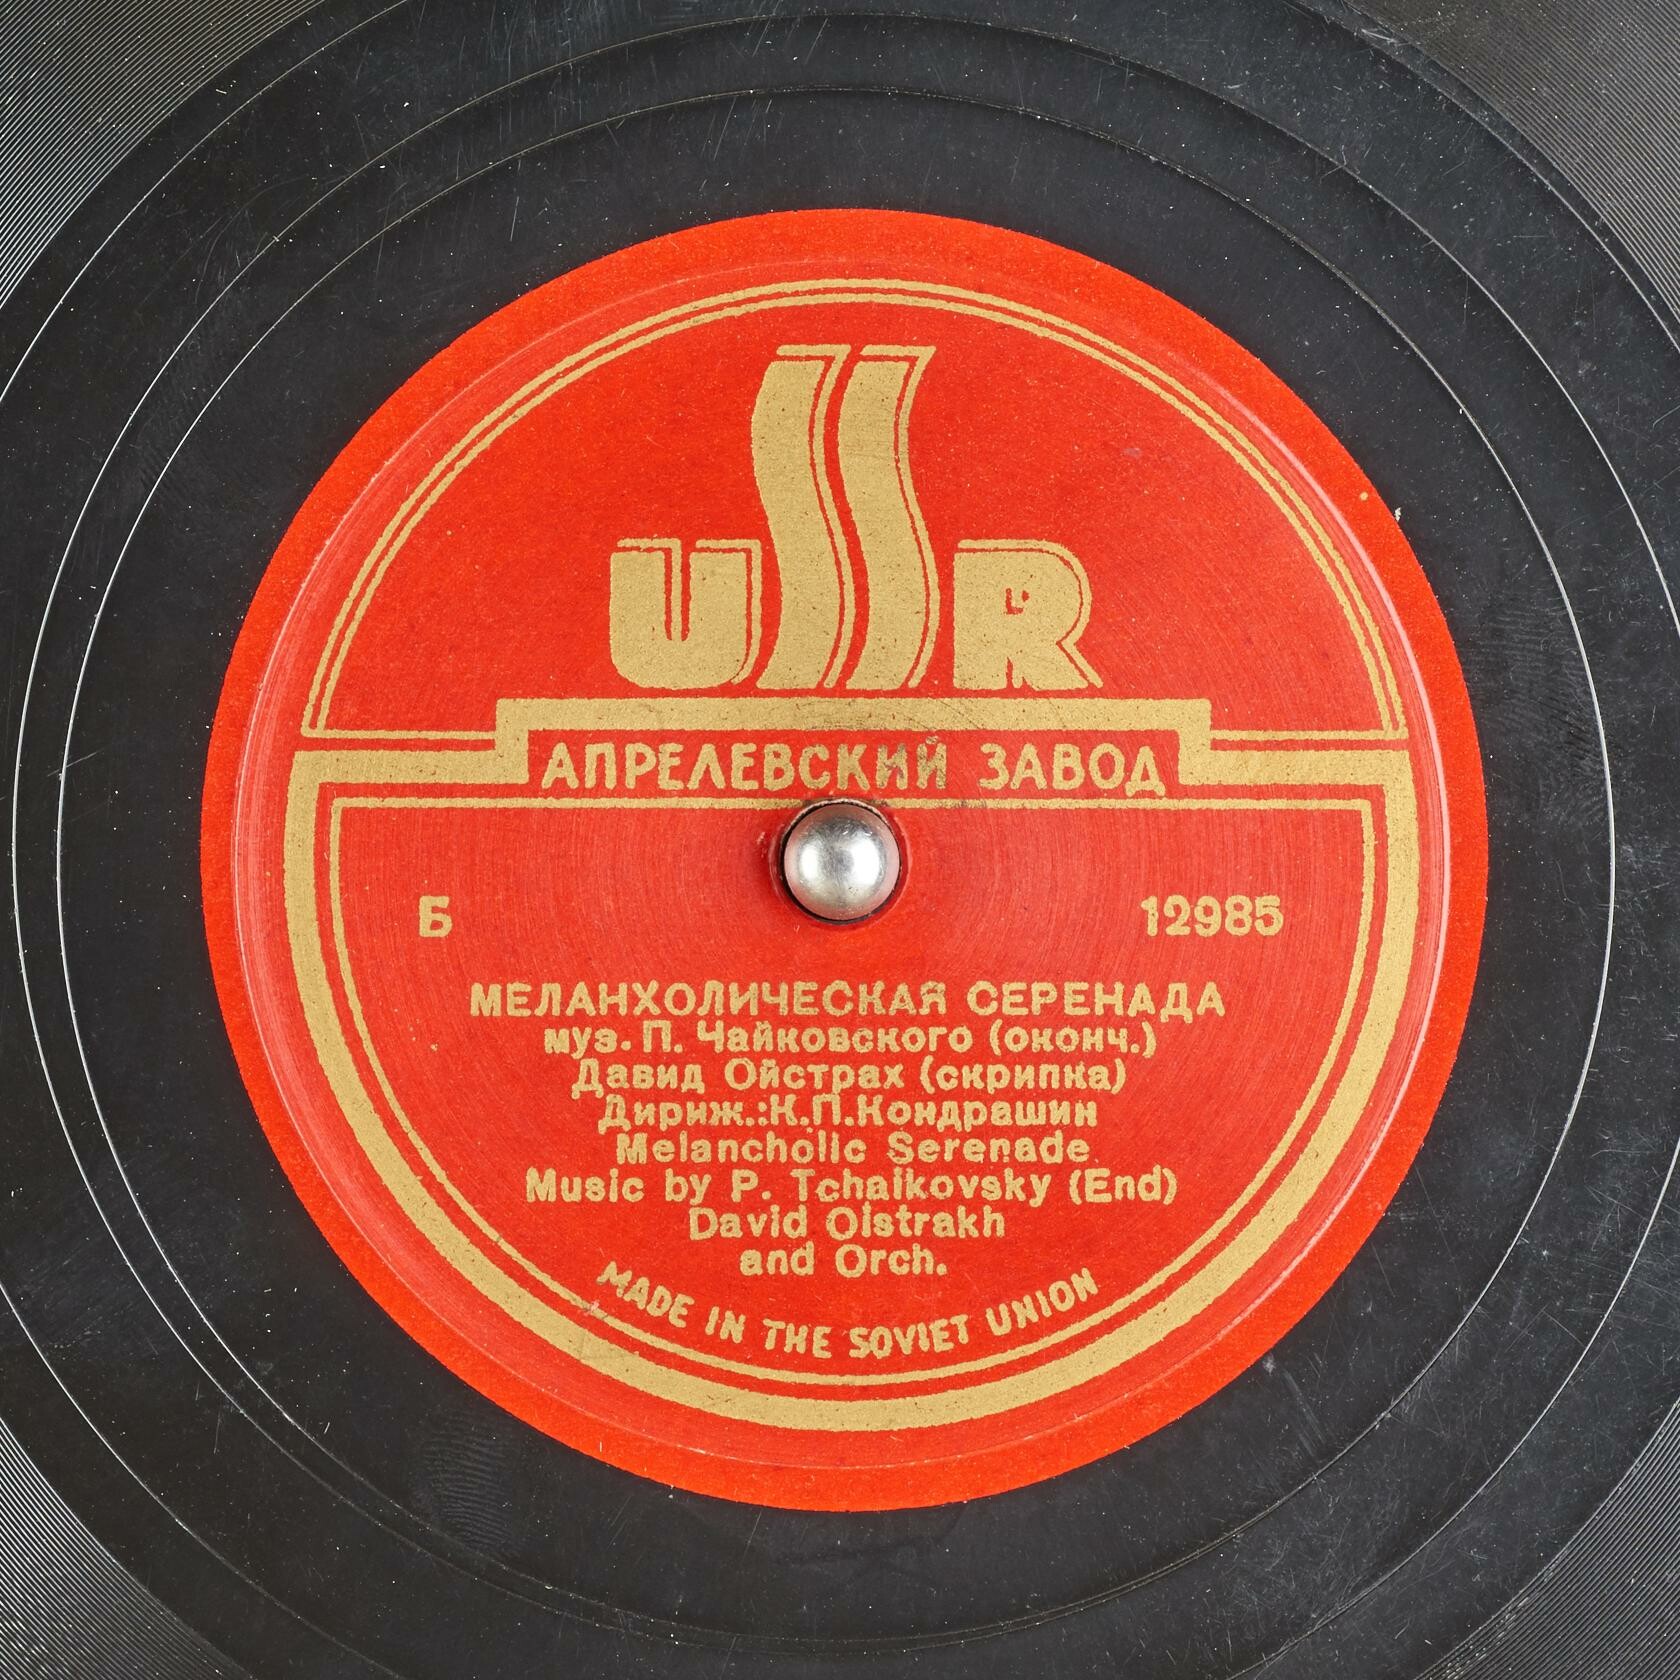 USSR
АПРЕЛЕВСКИЙ ЗАВОД
Б 12985
МЕЛАНХОЛИЧЕСКАЯ СЕРЕНАДА
муз. П. Чайковского (оконч.)
Давид Ойстрах (скрипка)
Дириж.:К.П.Кондрашин
Melancholic Serenade
Music by P. Tchaikovsky (End)
David Oistrakh
and Orch.
MADE IN THE SOVIET UNION